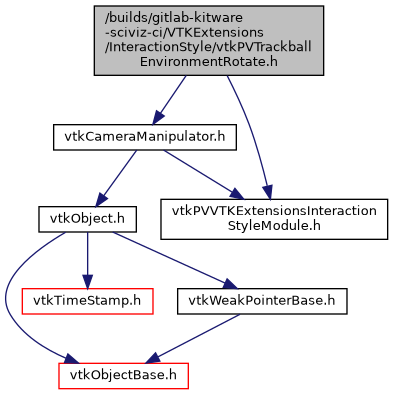 /builds/gitlab-kitware
-sciviz-ci/VTKExtensions
/InteractionStyle/vtkPVTrackball
EnvironmentRotate.h
vtkCameraManipulator.h
vtkObject.h
vtkPVVTKExtensionsInteraction
StyleModule.h
vtkTimeStamp.h
vtkWeakPointerBase.h
vtkObjectBase.h